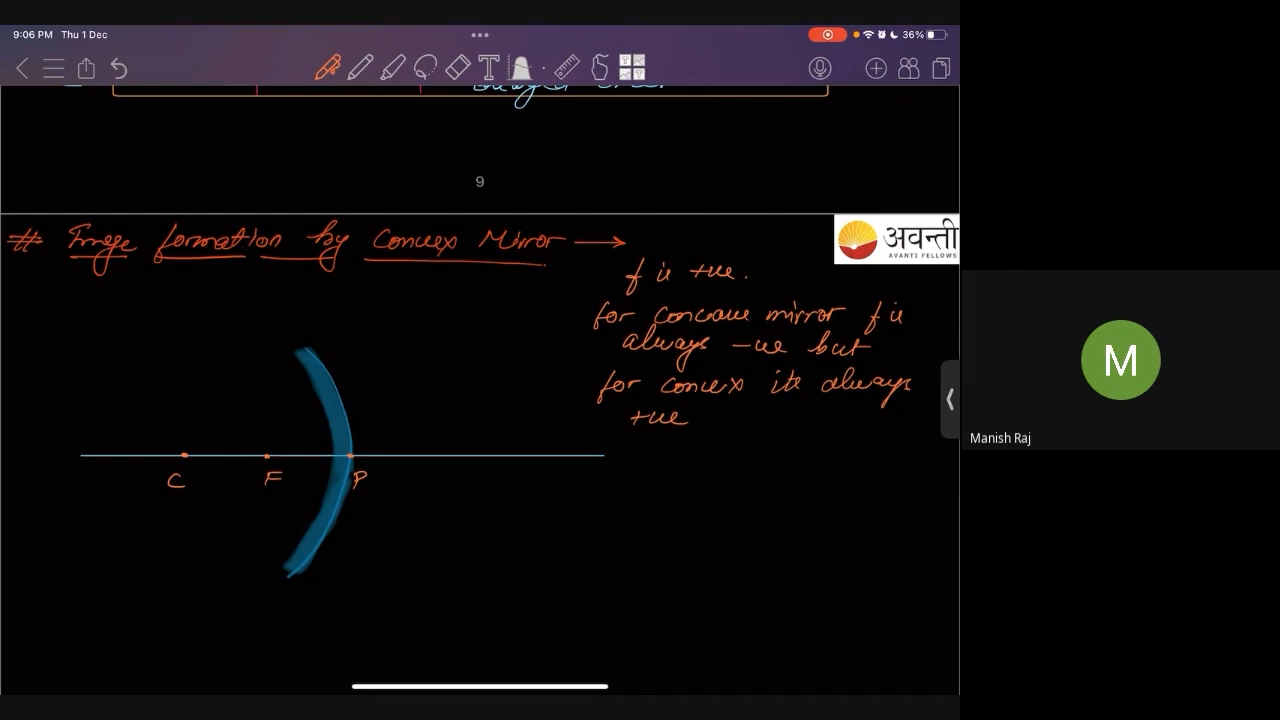 9:06 PM Thu 1 Dec
36%
9
# Image formation by Convex Mirror →
अवन्ती
AVANTI FELLOWS
f is +ve.
for concave mirror f is
always -ve but
for convex its always
+ve
C F P
M
Manish Raj